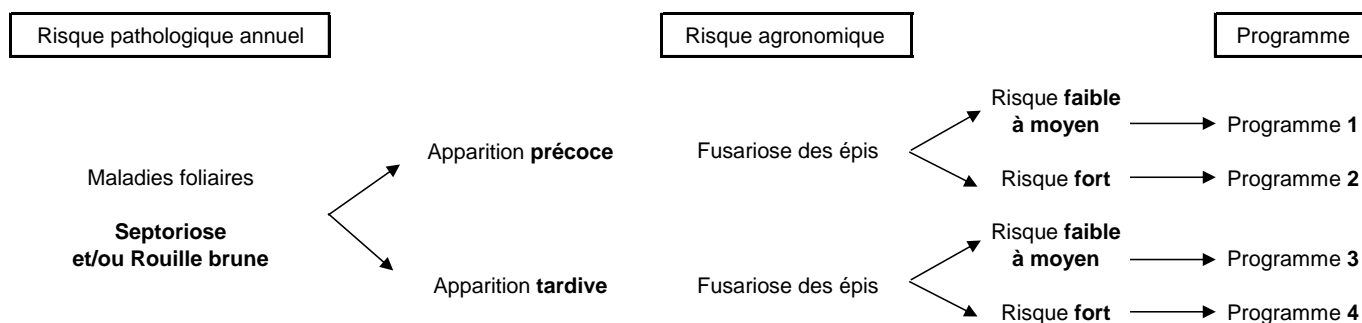 Risque pathologique annuel
Risque agronomique
Programme
Maladies foliaires
Septoriose
et/ou Rouille brune
Apparition précoce
Fusariose des épis
Risque faible
à moyen
Programme 1
Risque fort
Programme 2
Apparition tardive
Fusariose des épis
Risque faible
à moyen
Programme 3
Risque fort
Programme 4